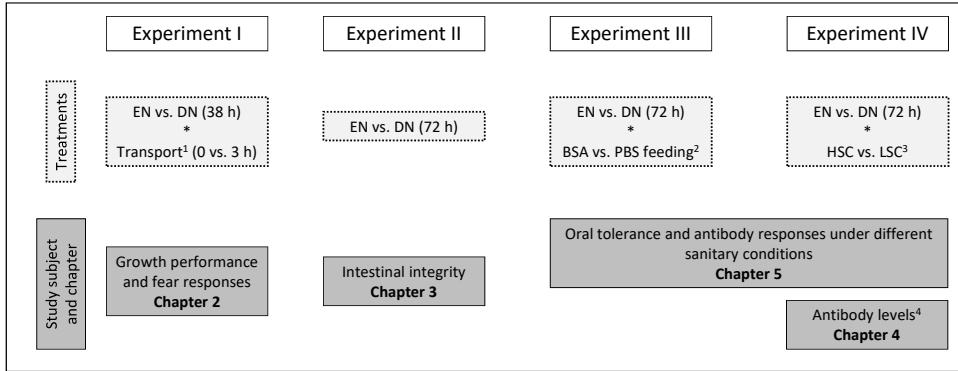 Experiment I
Experiment II
Experiment III
Experiment IV
Treatments
EN vs. DN (38 h)
*
Transport¹ (0 vs. 3 h)
EN vs. DN (72 h)
EN vs. DN (72 h)
*
BSA vs. PBS feeding²
EN vs. DN (72 h)
*
HSC vs. LSC³
Study subject
and chapter
Growth performance
and fear responses
Chapter 2
Intestinal integrity
Chapter 3
Oral tolerance and antibody responses under different
sanitary conditions
Chapter 5
Antibody levels⁴
Chapter 4